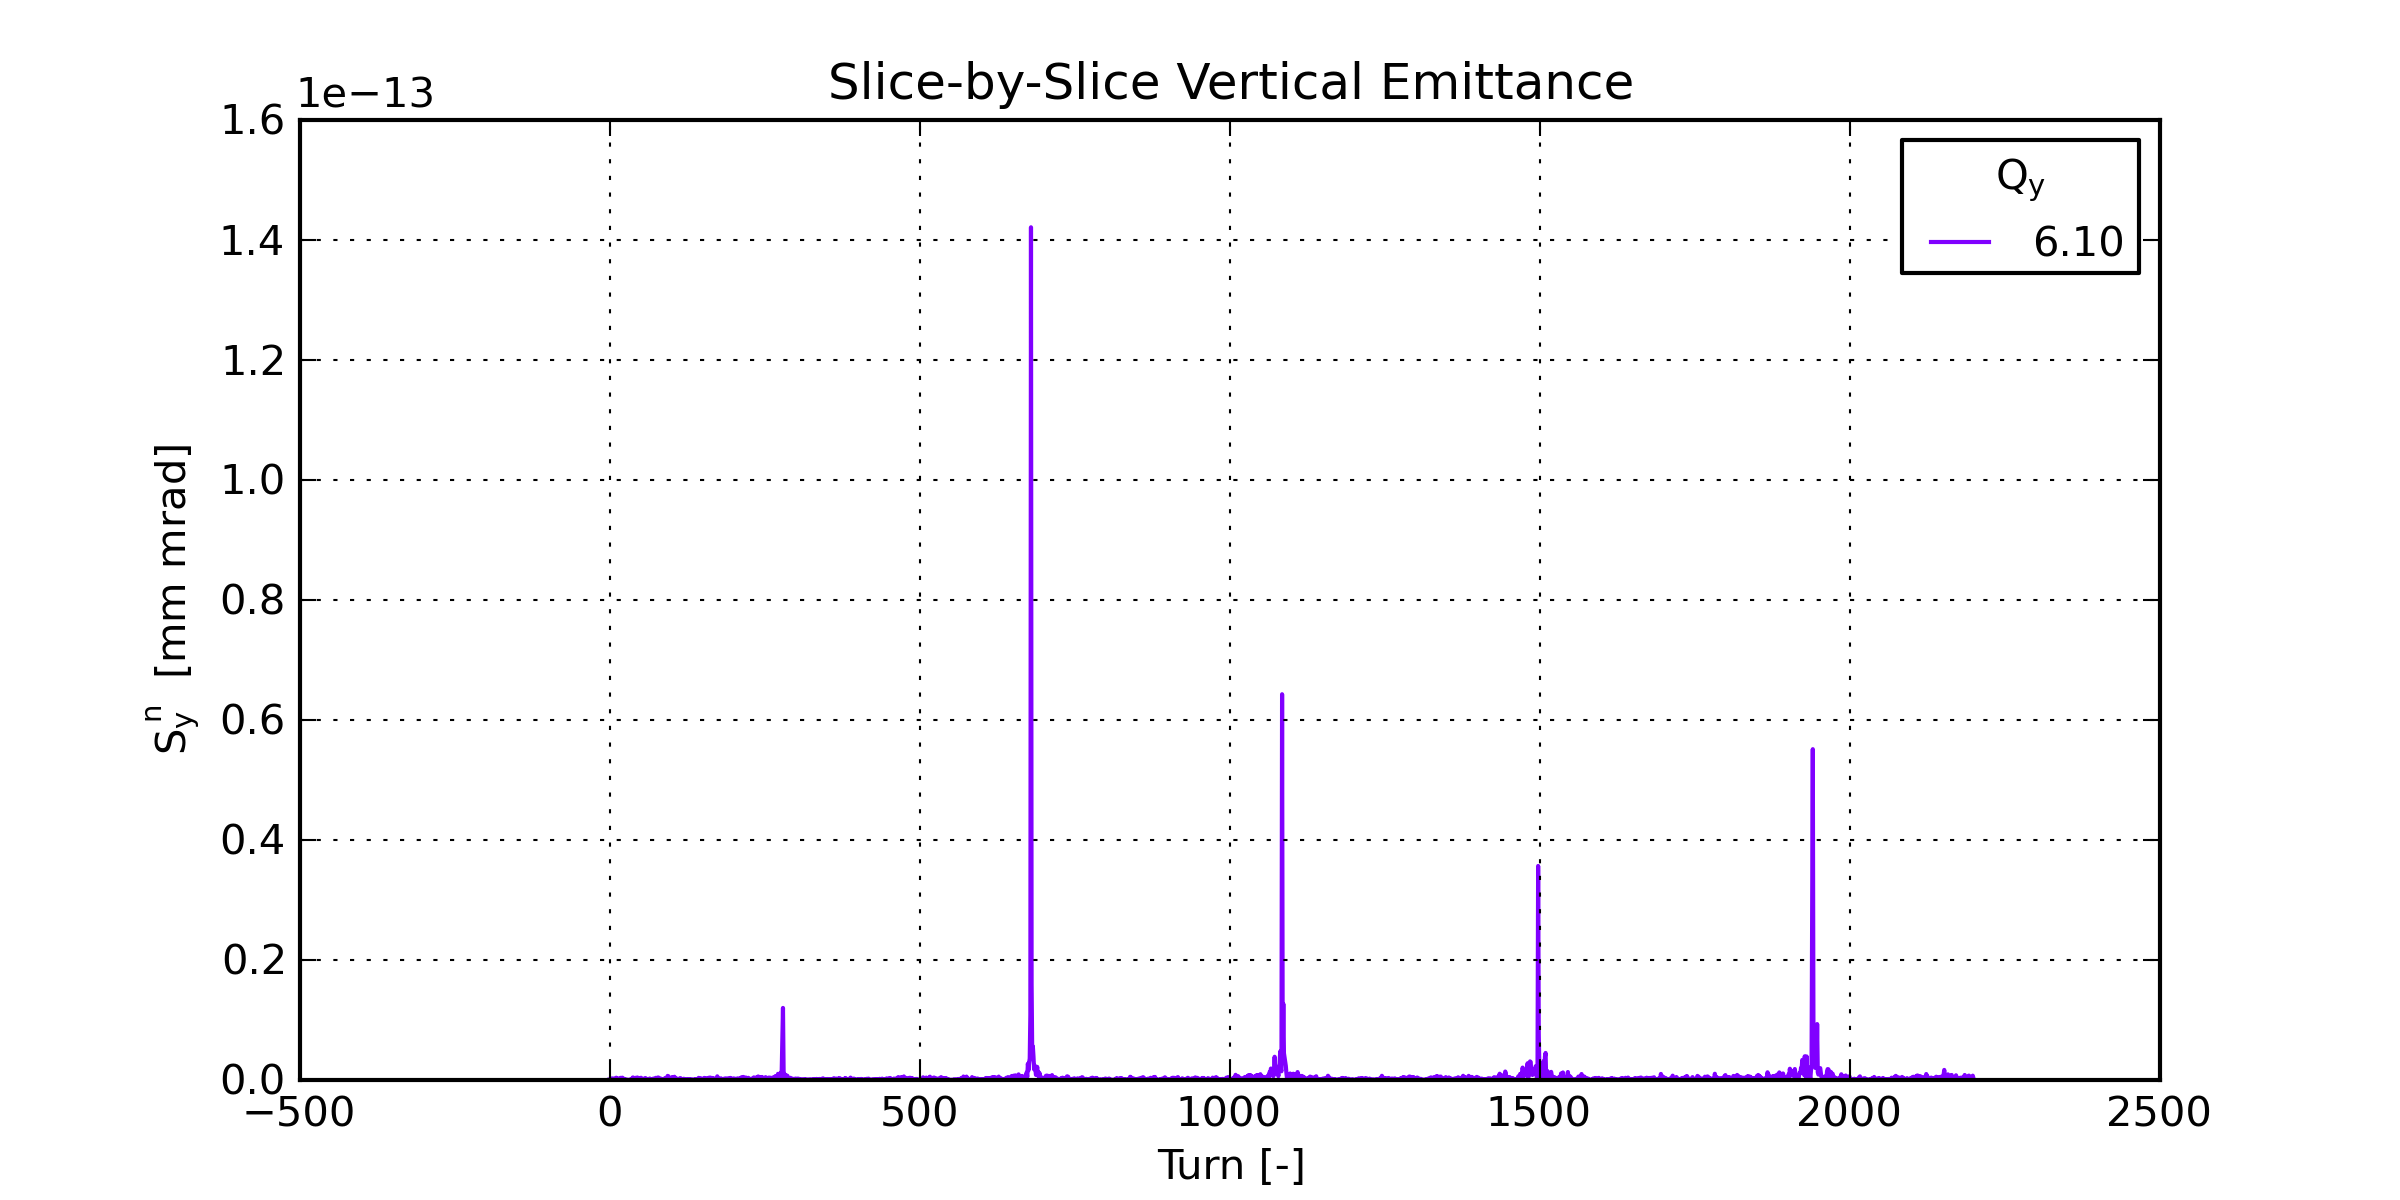 Slice-by-Slice Vertical Emittance
1e−13
1.6
1.4
1.2
1.0
0.8
0.6
0.4
0.2
0.0
S_y^n [mm mrad]
Q_y
6.10
−500 0 500 1000 1500 2000 2500
Turn [-]